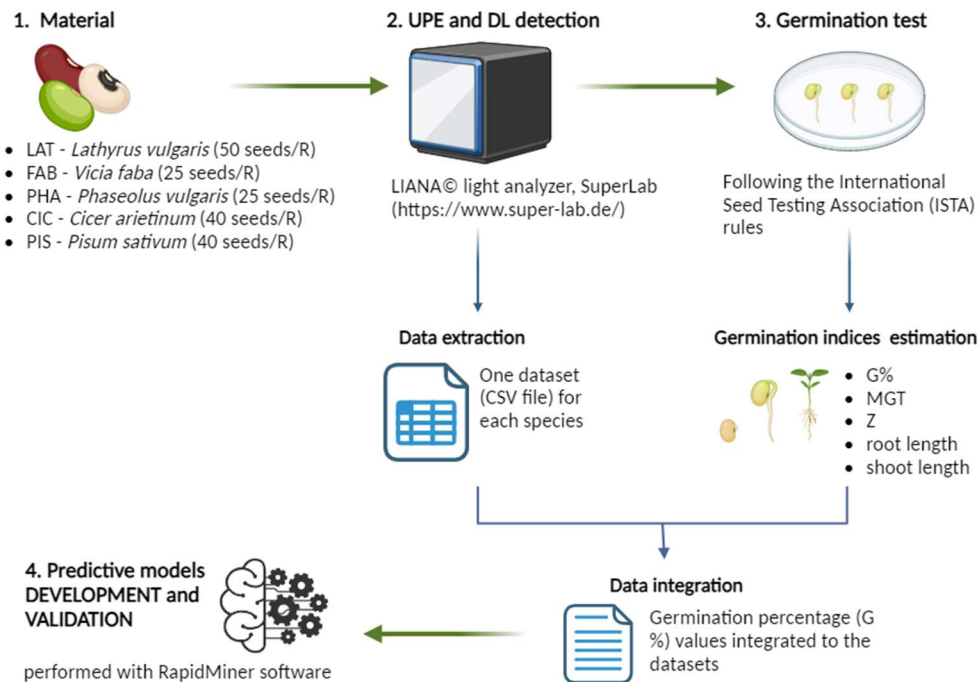 1. Material
• LAT - Lathyrus vulgaris (50 seeds/R)
• FAB - Vicia faba (25 seeds/R)
• PHA - Phaseolus vulgaris (25 seeds/R)
• CIC - Cicer arietinum (40 seeds/R)
• PIS - Pisum sativum (40 seeds/R)
2. UPE and DL detection
LIANA© light analyzer, SuperLab
(https://www.super-lab.de/)
3. Germination test
Following the International
Seed Testing Association (ISTA)
rules
Data extraction
One dataset
(CSV file) for
each species
Germination indices estimation
• G%
• MGT
• Z
• root length
• shoot length
Data integration
Germination percentage (G
%) values integrated to the
datasets
4. Predictive models
DEVELOPMENT and
VALIDATION
performed with RapidMiner software